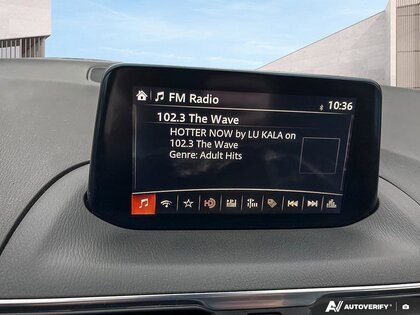 FM Radio
10:36
102.3 The Wave
HOTTER NOW by LU KALA on
102.3 The Wave
Genre: Adult Hits
AUTOVERIFY